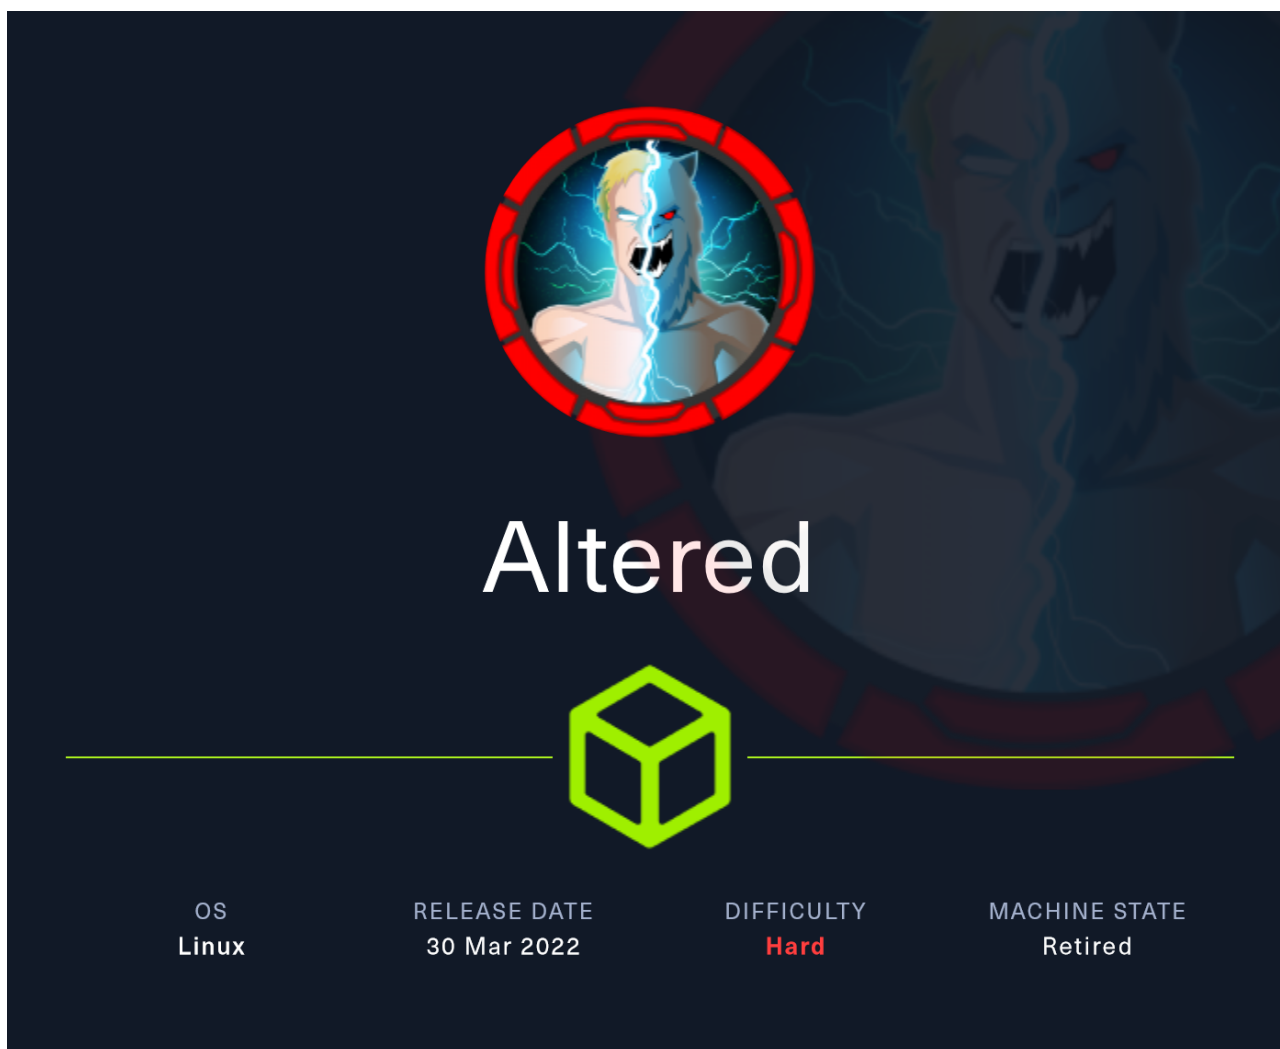 Altered
OS
Linux
RELEASE DATE
30 Mar 2022
DIFFICULTY
Hard
MACHINE STATE
Retired